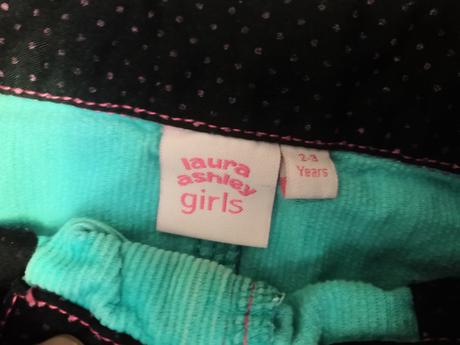 laura
ashley
girls
2-3
Years